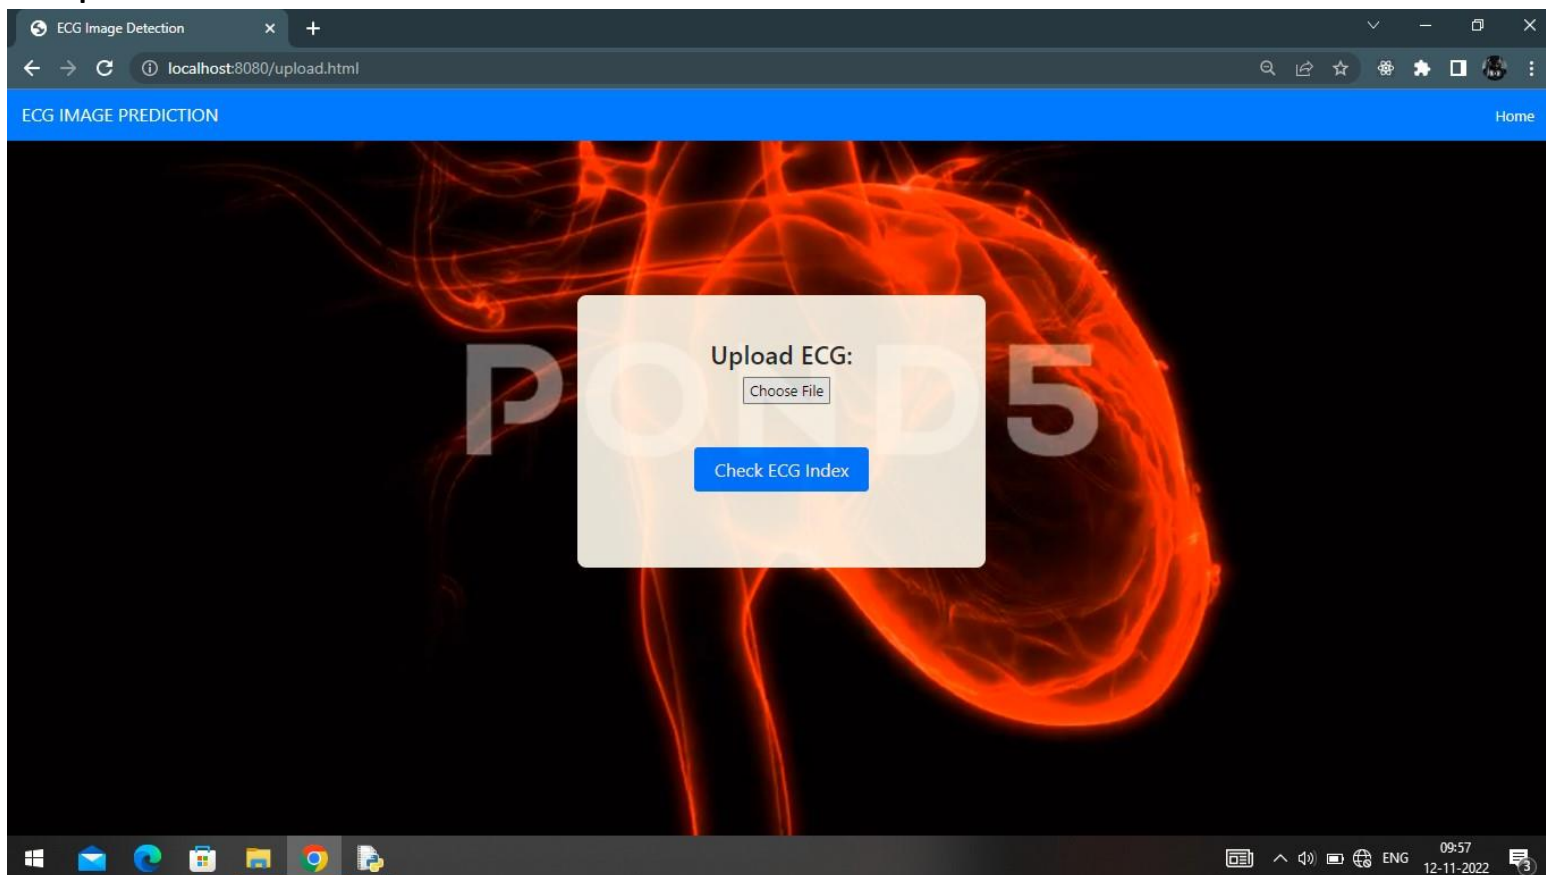 ECG Image Detection
localhost:8080/upload.html
ECG IMAGE PREDICTION
Home
POND5
Upload ECG:
Choose File
Check ECG Index
ENG
09:57
12-11-2022
3